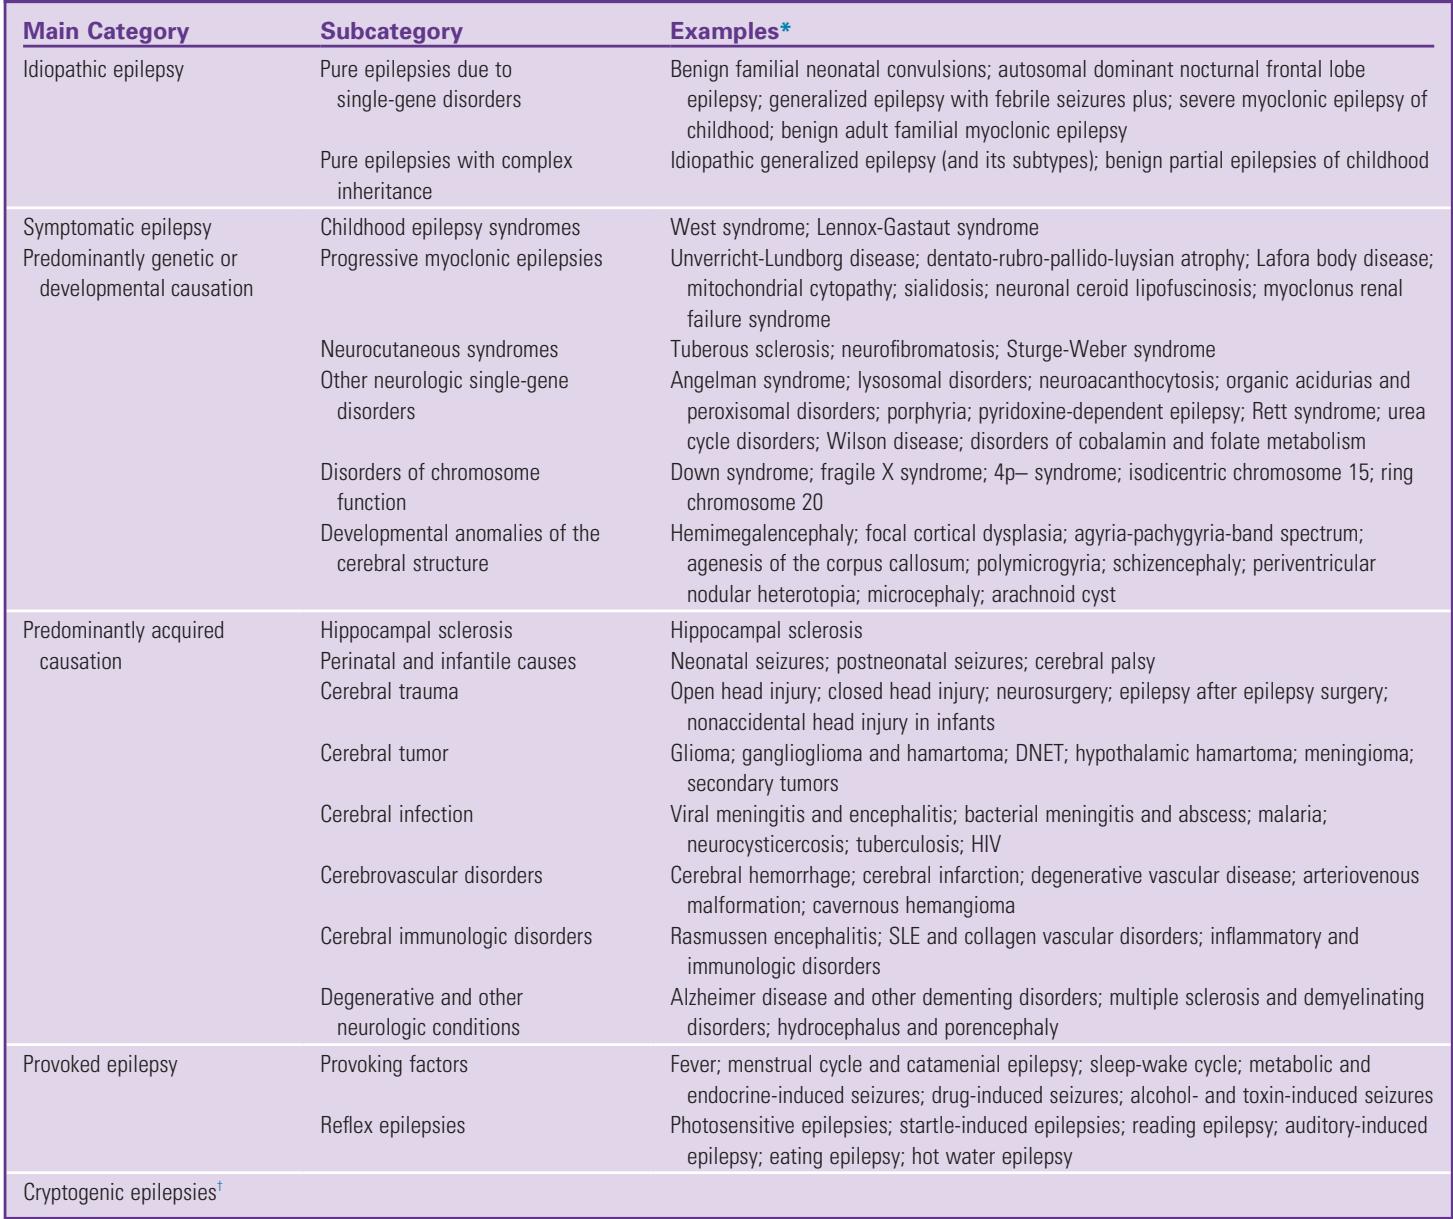 Main Category Subcategory Examples*
Idiopathic epilepsy Pure epilepsies due to Benign familial neonatal convulsions; autosomal dominant nocturnal frontal lobe
single-gene disorders epilepsy; generalized epilepsy with febrile seizures plus; severe myoclonic epilepsy of
childhood; benign adult familial myoclonic epilepsy
Pure epilepsies with complex Idiopathic generalized epilepsy (and its subtypes); benign partial epilepsies of childhood
inheritance
Symptomatic epilepsy Childhood epilepsy syndromes West syndrome; Lennox-Gastaut syndrome
Predominantly genetic or Progressive myoclonic epilepsies Unverricht-Lundborg disease; dentato-rubro-pallido-luysian atrophy; Lafora body disease;
developmental causation mitochondrial cytopathy; sialidosis; neuronal ceroid lipofuscinosis; myoclonus renal
failure syndrome
Neurocutaneous syndromes Tuberous sclerosis; neurofibromatosis; Sturge-Weber syndrome
Other neurologic single-gene Angelman syndrome; lysosomal disorders; neuroacanthocytosis; organic acidurias and
disorders peroxisomal disorders; porphyria; pyridoxine-dependent epilepsy; Rett syndrome; urea
cycle disorders; Wilson disease; disorders of cobalamin and folate metabolism
Disorders of chromosome Down syndrome; fragile X syndrome; 4p– syndrome; isodicentric chromosome 15; ring
function chromosome 20
Developmental anomalies of the Hemimegalencephaly; focal cortical dysplasia; agyria-pachygyria-band spectrum;
cerebral structure agenesis of the corpus callosum; polymicrogyria; schizencephaly; periventricular
nodular heterotopia; microcephaly; arachnoid cyst
Predominantly acquired Hippocampal sclerosis Hippocampal sclerosis
causation Perinatal and infantile causes Neonatal seizures; postneonatal seizures; cerebral palsy
Cerebral trauma Open head injury; closed head injury; neurosurgery; epilepsy after epilepsy surgery;
nonaccidental head injury in infants
Cerebral tumor Glioma; ganglioglioma and hamartoma; DNET; hypothalamic hamartoma; meningioma;
secondary tumors
Cerebral infection Viral meningitis and encephalitis; bacterial meningitis and abscess; malaria;
neurocysticercosis; tuberculosis; HIV
Cerebrovascular disorders Cerebral hemorrhage; cerebral infarction; degenerative vascular disease; arteriovenous
malformation; cavernous hemangioma
Cerebral immunologic disorders Rasmussen encephalitis; SLE and collagen vascular disorders; inflammatory and
immunologic disorders
Degenerative and other Alzheimer disease and other dementing disorders; multiple sclerosis and demyelinating
neurologic conditions disorders; hydrocephalus and porencephaly
Provoked epilepsy Provoking factors Fever; menstrual cycle and catamenial epilepsy; sleep-wake cycle; metabolic and
endocrine-induced seizures; drug-induced seizures; alcohol- and toxin-induced seizures
Reflex epilepsies Photosensitive epilepsies; startle-induced epilepsies; reading epilepsy; auditory-induced
epilepsy; eating epilepsy; hot water epilepsy
Cryptogenic epilepsies†